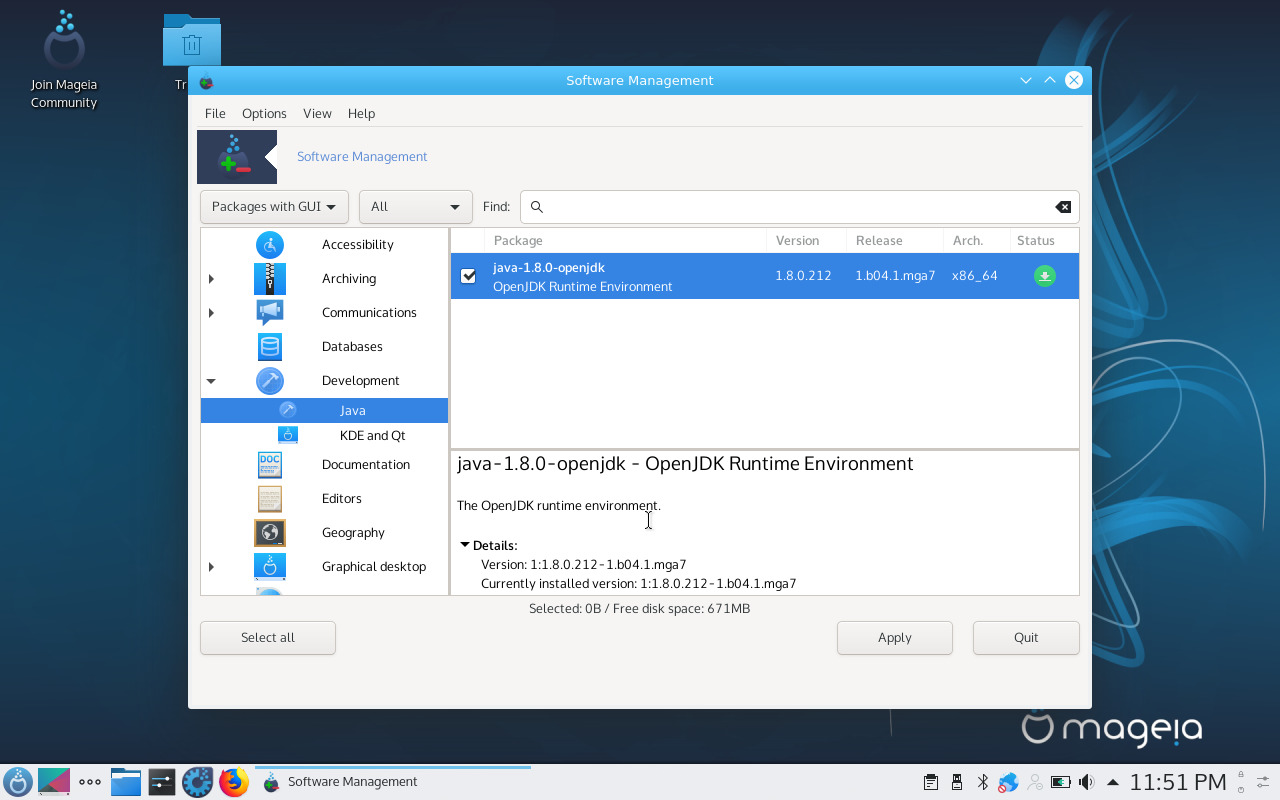 Join Mageia
Community
Tr
Software Management
File Options View Help
Software Management
Packages with GUI All Find:
Package Version Release Arch. Status
java-1.8.0-openjdk
OpenJDK Runtime Environment
1.8.0.212 1.b04.1.mga7 x86_64
Accessibility
Archiving
Communications
Databases
Development
Java
KDE and Qt
DOC
Documentation
Editors
Geography
Graphical desktop
java-1.8.0-openjdk - OpenJDK Runtime Environment
The OpenJDK runtime environment.
Details:
Version: 1:1.8.0.212-1.b04.1.mga7
Currently installed version: 1:1.8.0.212-1.b04.1.mga7
Selected: 0B / Free disk space: 671MB
Select all Apply Quit
mageia
Software Management
11:51 PM